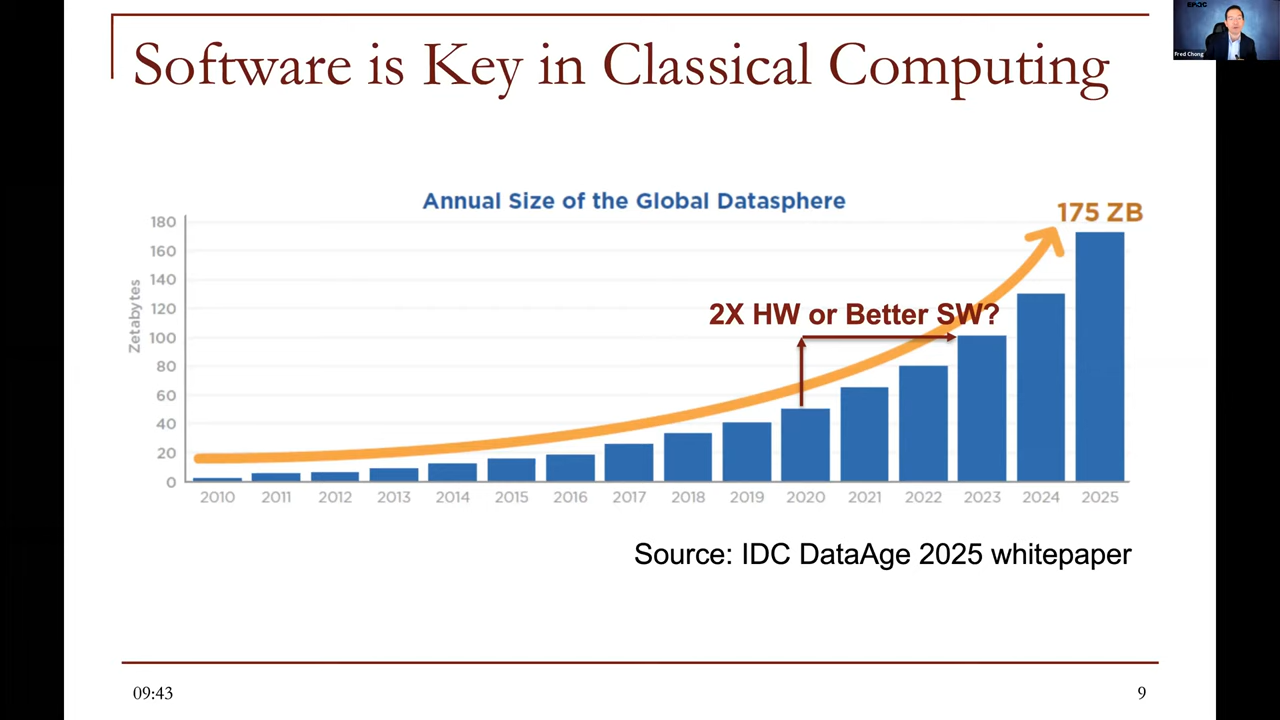 EPiQC
Fred Chong
Software is Key in Classical Computing
Annual Size of the Global Datasphere
175 ZB
Zetabytes
180
160
140
120
100
80
60
40
20
0
2X HW or Better SW?
2010 2011 2012 2013 2014 2015 2016 2017 2018 2019 2020 2021 2022 2023 2024 2025
Source: IDC DataAge 2025 whitepaper
09:43
9